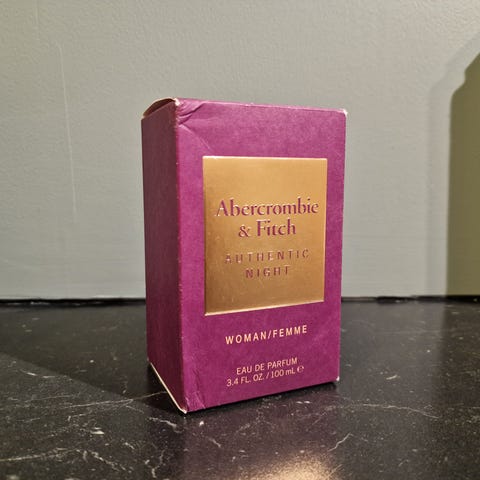 Abercrombie
& Fitch
AUTHENTIC
NIGHT
WOMAN/FEMME
EAU DE PARFUM
3.4 FL. OZ. / 100 mL ℮